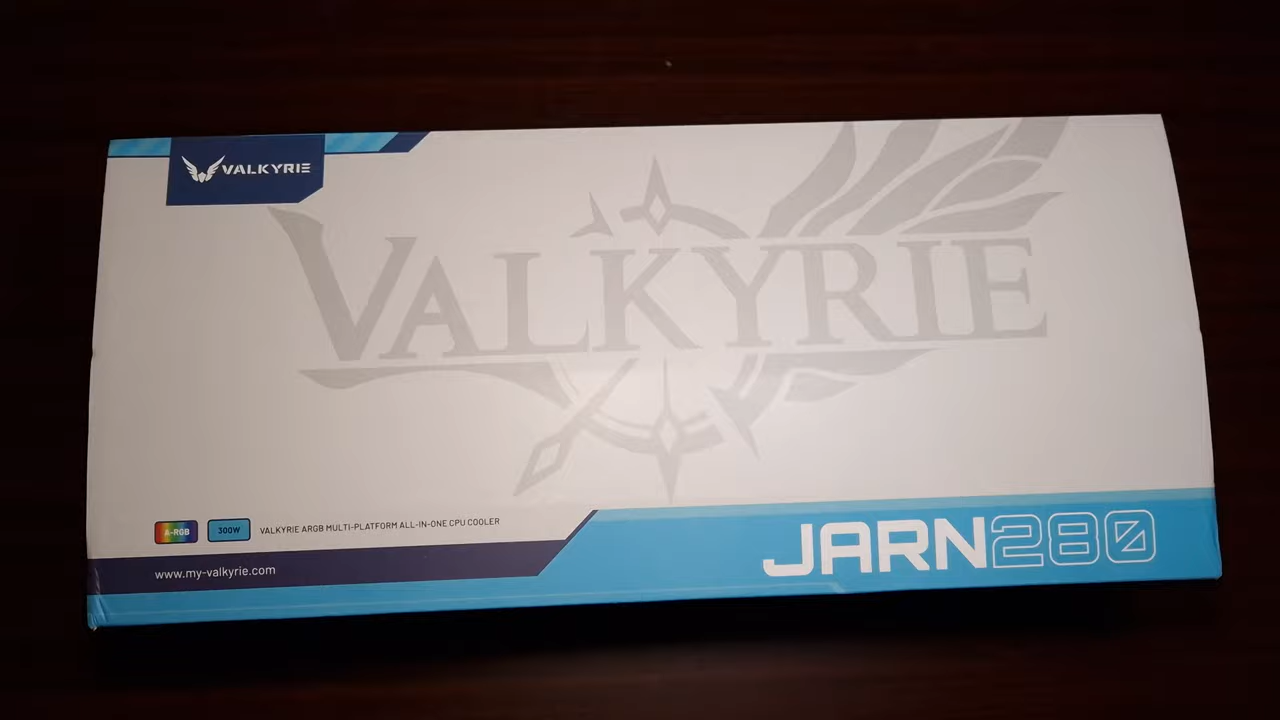 VALKYRIE
VALKYRIE
A-RGB
300W
VALKYRIE ARGB MULTI-PLATFORM ALL-IN-ONE CPU COOLER
www.my-valkyrie.com
JARN280